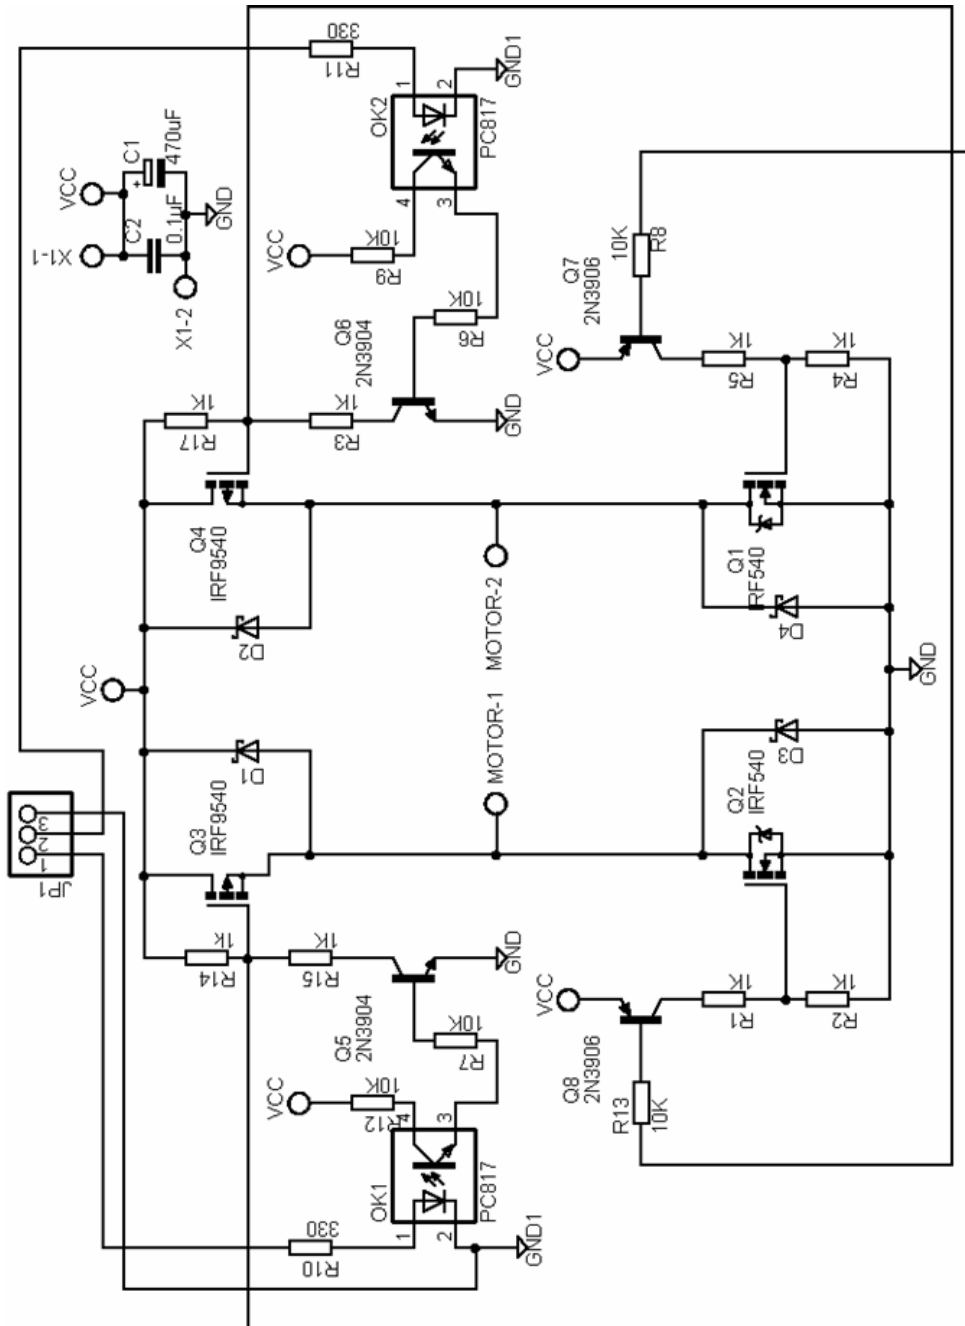 330
R11
1
2
GND1
OK2
PC817
4
3
VCC
C1
470uF
X1-1
C2
0.1uF
GND
X1-2
VCC
10K
R9
10K
R6
Q6
2N3904
10K
R8
Q7
2N3906
VCC
1K
R17
1K
R3
GND
1K
R5
1K
R4
Q4
IRF9540
Q1
IRF540
D2
MOTOR-2
D4
VCC
GND
D1
MOTOR-1
D3
3
2
1
JP1
Q3
IRF9540
Q2
IRF540
1k
R14
1K
R15
GND
VCC
1K
R1
1K
R2
Q5
2N3904
10K
R7
VCC
10K
R12
4
3
Q8
2N3906
R13
10K
OK1
PC817
1
2
330
R10
GND1